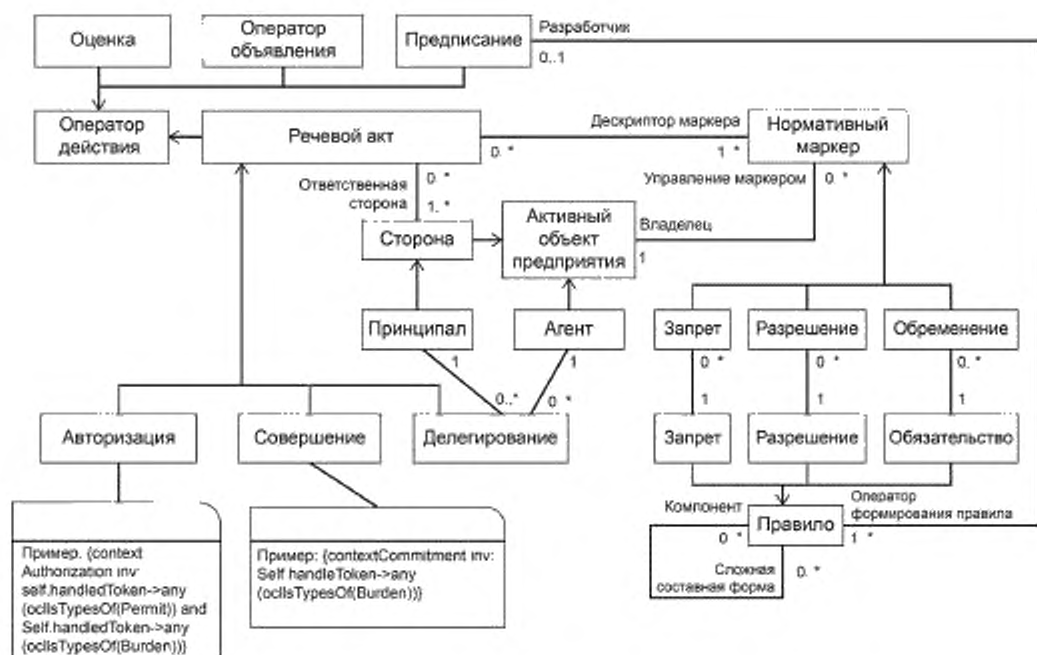 Оценка
Оператор
объявления
Предписание
Разработчик
0..1
Оператор
действия
Речевой акт
0. *
Дескриптор маркера
1 *
Нормативный
маркер
Ответственная
сторона
0. *
1. *
Управление маркером
0. *
Сторона
Активный
объект
предприятия
Владелец
1
Принципал
Агент
Запрет
Разрешение
Обременение
1
1
0 *
0 *
0. *
0..*
0 *
1
1
1
Авторизация
Совершение
Делегирование
Запрет
Разрешение
Обязательство
Компонент
Оператор
формирования правила
Правило
0 *
1 *
Сложная
составная форма
0. *
Пример. {context
Authorization inv:
self.handledToken->any
(oclIsTypesOf(Permit)) and
Self.handledToken->any
(oclIsTypesOf(Burden))}
Пример: {contextCommitment inv:
Self handleToken->any
(oclIsTypesOf(Burden))}